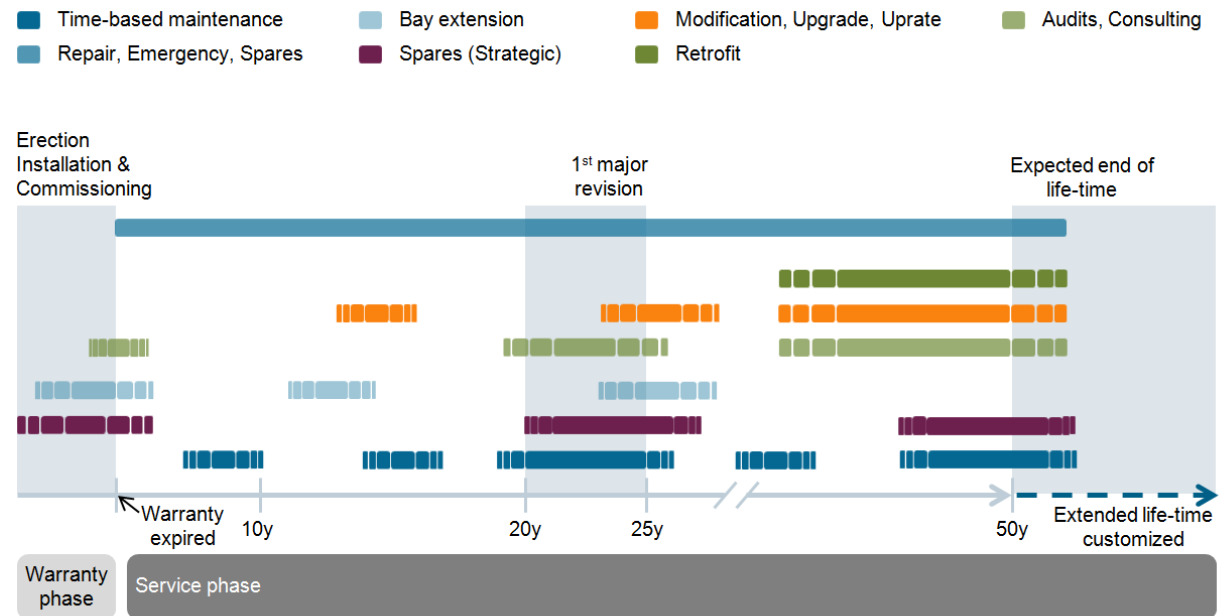 Time-based maintenance
Bay extension
Modification, Upgrade, Uprate
Audits, Consulting
Repair, Emergency, Spares
Spares (Strategic)
Retrofit
Erection
Installation &
Commissioning
1st major
revision
Expected end of
life-time
Warranty
expired
10y
20y
25y
50y
Extended life-time
customized
Warranty
phase
Service phase